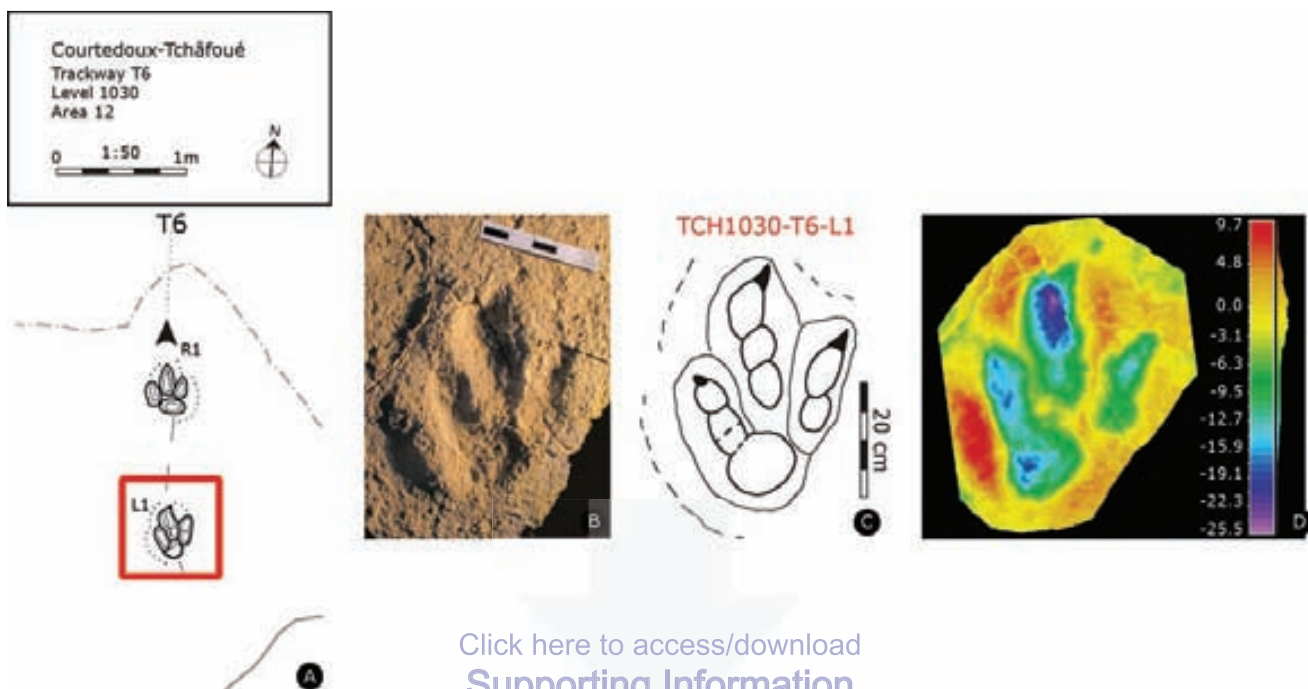 Courtedoux-Tchâfoué
Trackway T6
Level 1030
Area 12
0 1:50 1m
N
T6
R1
L1
A
B
TCH1030-T6-L1
20 cm
C
9.7
4.8
0.0
-3.1
-6.3
-9.5
-12.7
-15.9
-19.1
-22.3
-25.5
D
Click here to access/download
Supporting Information